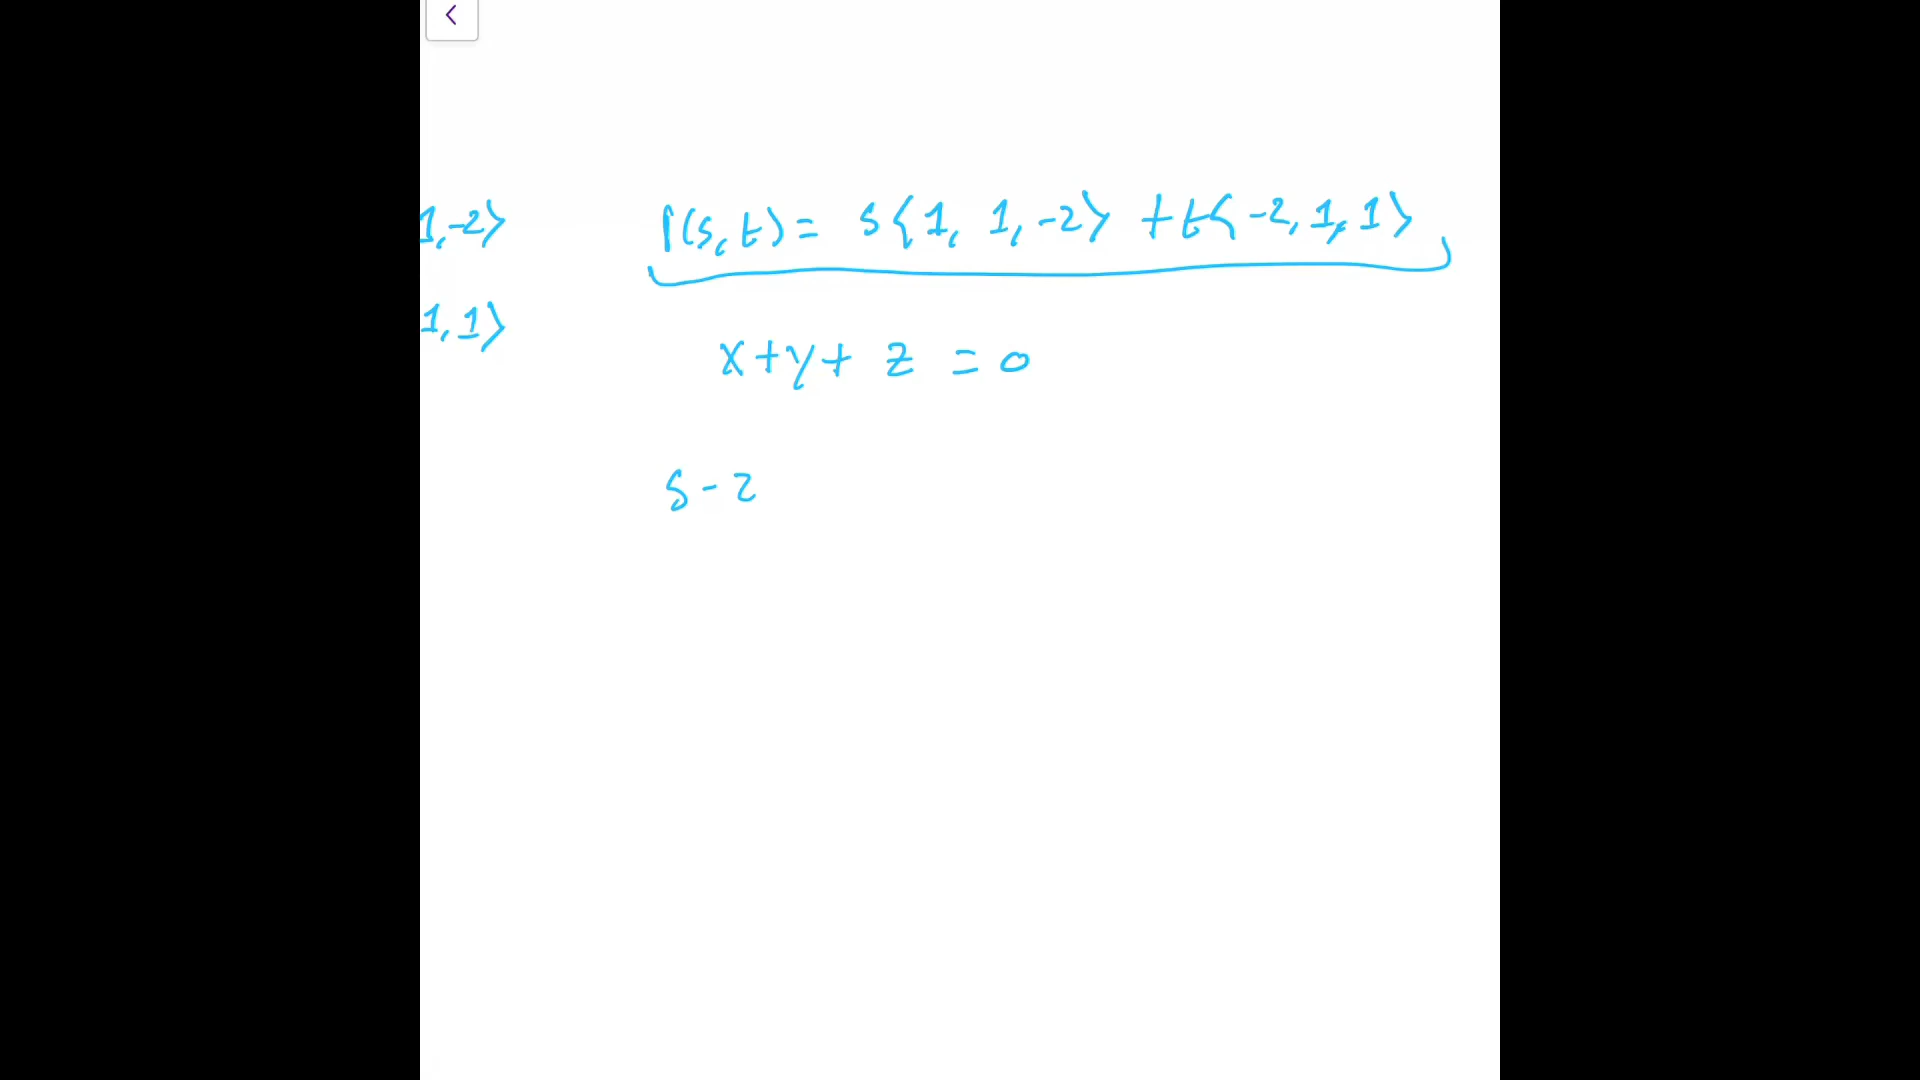 1,-2⟩
r(s,t)= s⟨1, 1,-2⟩ +t⟨-2,1,1⟩
1,1⟩
x+y+ z = 0
s-2